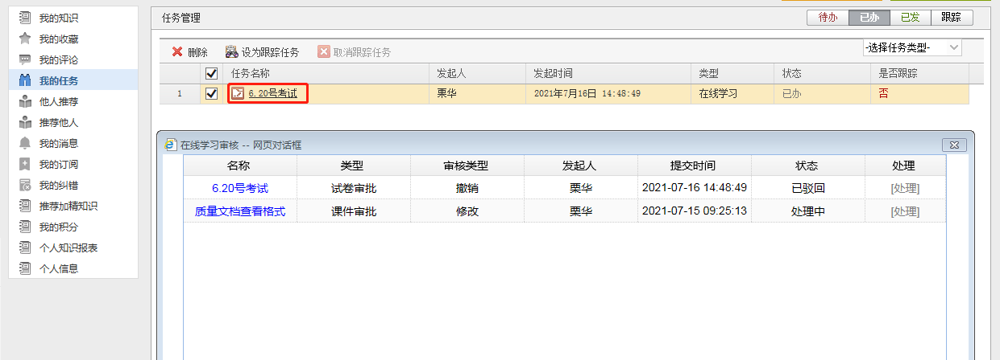 我的知识
我的收藏
我的评论
我的任务
他人推荐
推荐他人
我的消息
我的订阅
我的纠错
推荐加精知识
我的积分
个人知识报表
个人信息
任务管理
待办 已办 已发 跟踪
删除 设为跟踪任务 取消跟踪任务 -选择任务类型-
任务名称 发起人 发起时间 类型 状态 是否跟踪
1 6.20号考试 栗华 2021年7月16日 14:48:49 在线学习 已办 否
在线学习审核 -- 网页对话框
名称 类型 审核类型 发起人 提交时间 状态 处理
6.20号考试 试卷审批 撤销 栗华 2021-07-16 14:48:49 已驳回 [处理]
质量文档查看格式 课件审批 修改 栗华 2021-07-15 09:25:13 处理中 [处理]